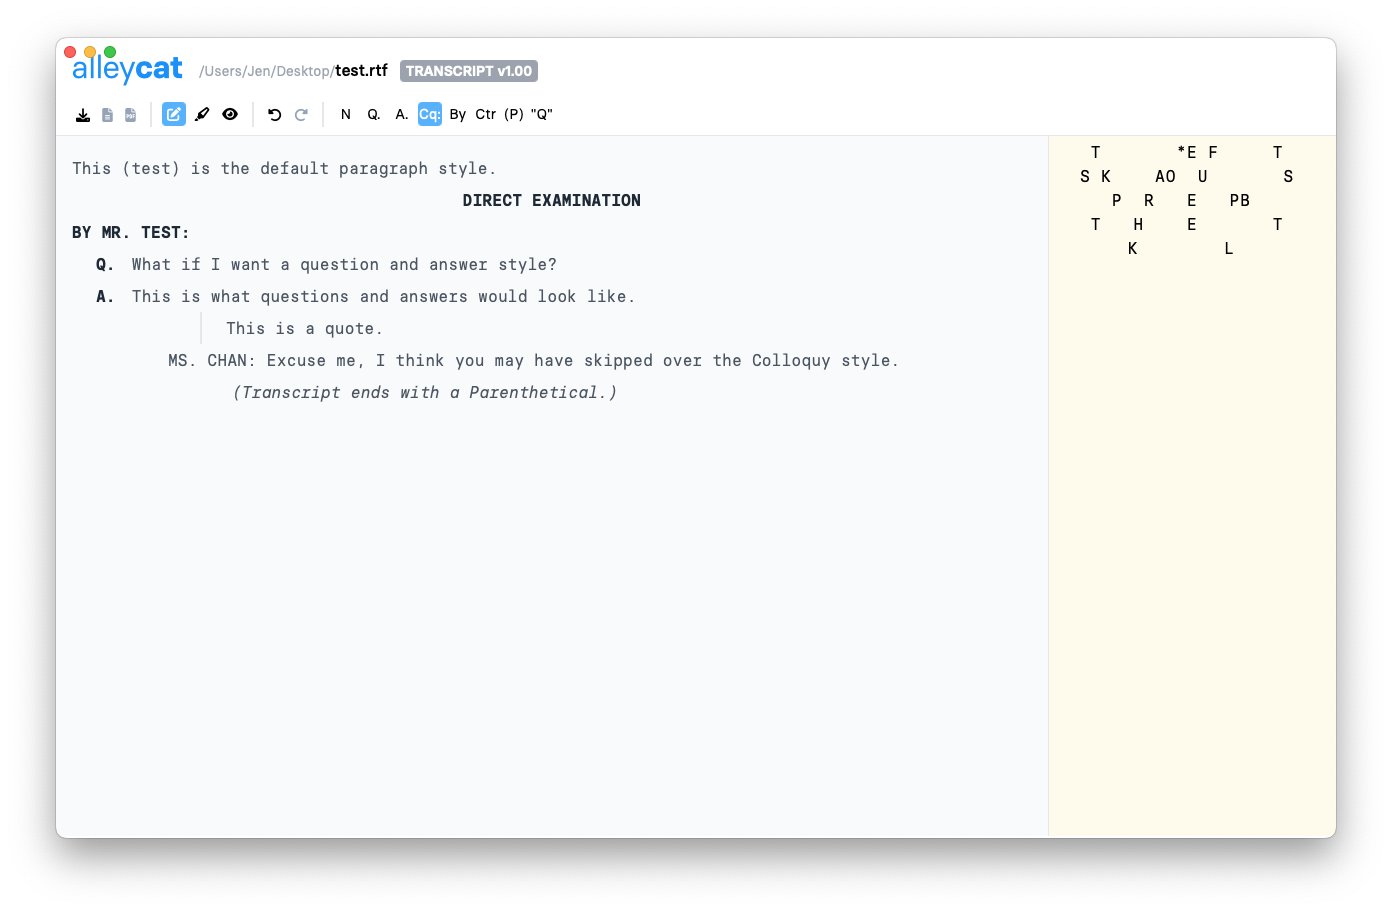 alleycat /Users/Jen/Desktop/test.rtf TRANSCRIPT v1.00
N Q. A. Cq: By Ctr (P) "Q"
This (test) is the default paragraph style.
DIRECT EXAMINATION
BY MR. TEST:
Q. What if I want a question and answer style?
A. This is what questions and answers would look like.
This is a quote.
MS. CHAN: Excuse me, I think you may have skipped over the Colloquy style.
(Transcript ends with a Parenthetical.)
T *E F T
S K AO U S
P R E PB
T H E T
K L